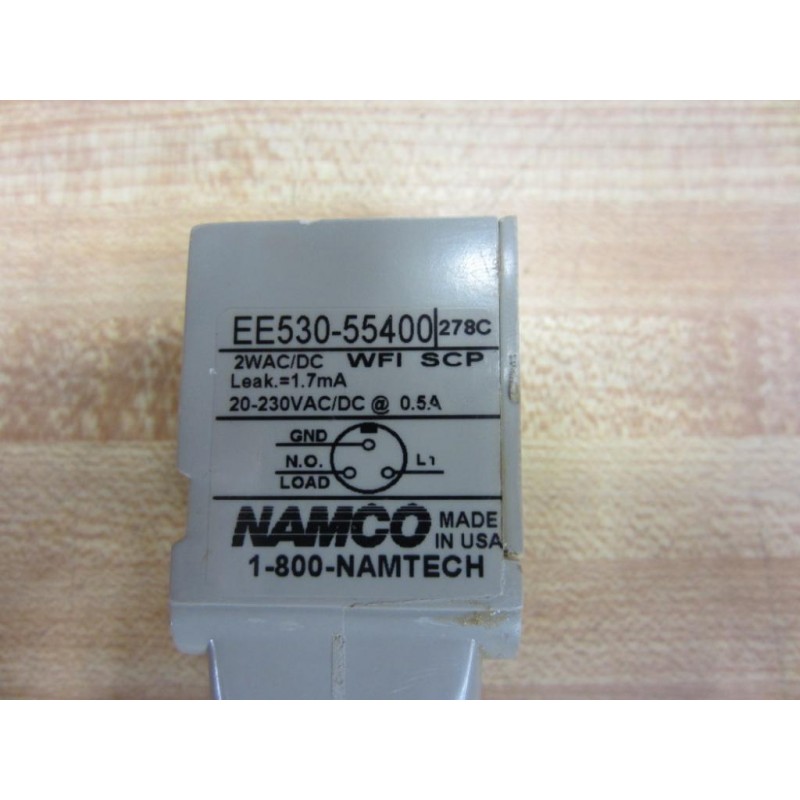 EE530-55400 278C
2WAC/DC WFI SCP
Leak.=1.7mA
20-230VAC/DC @ 0.5A
GND
N.O. L1
LOAD
NAMCO MADE
IN USA
1-800-NAMTECH